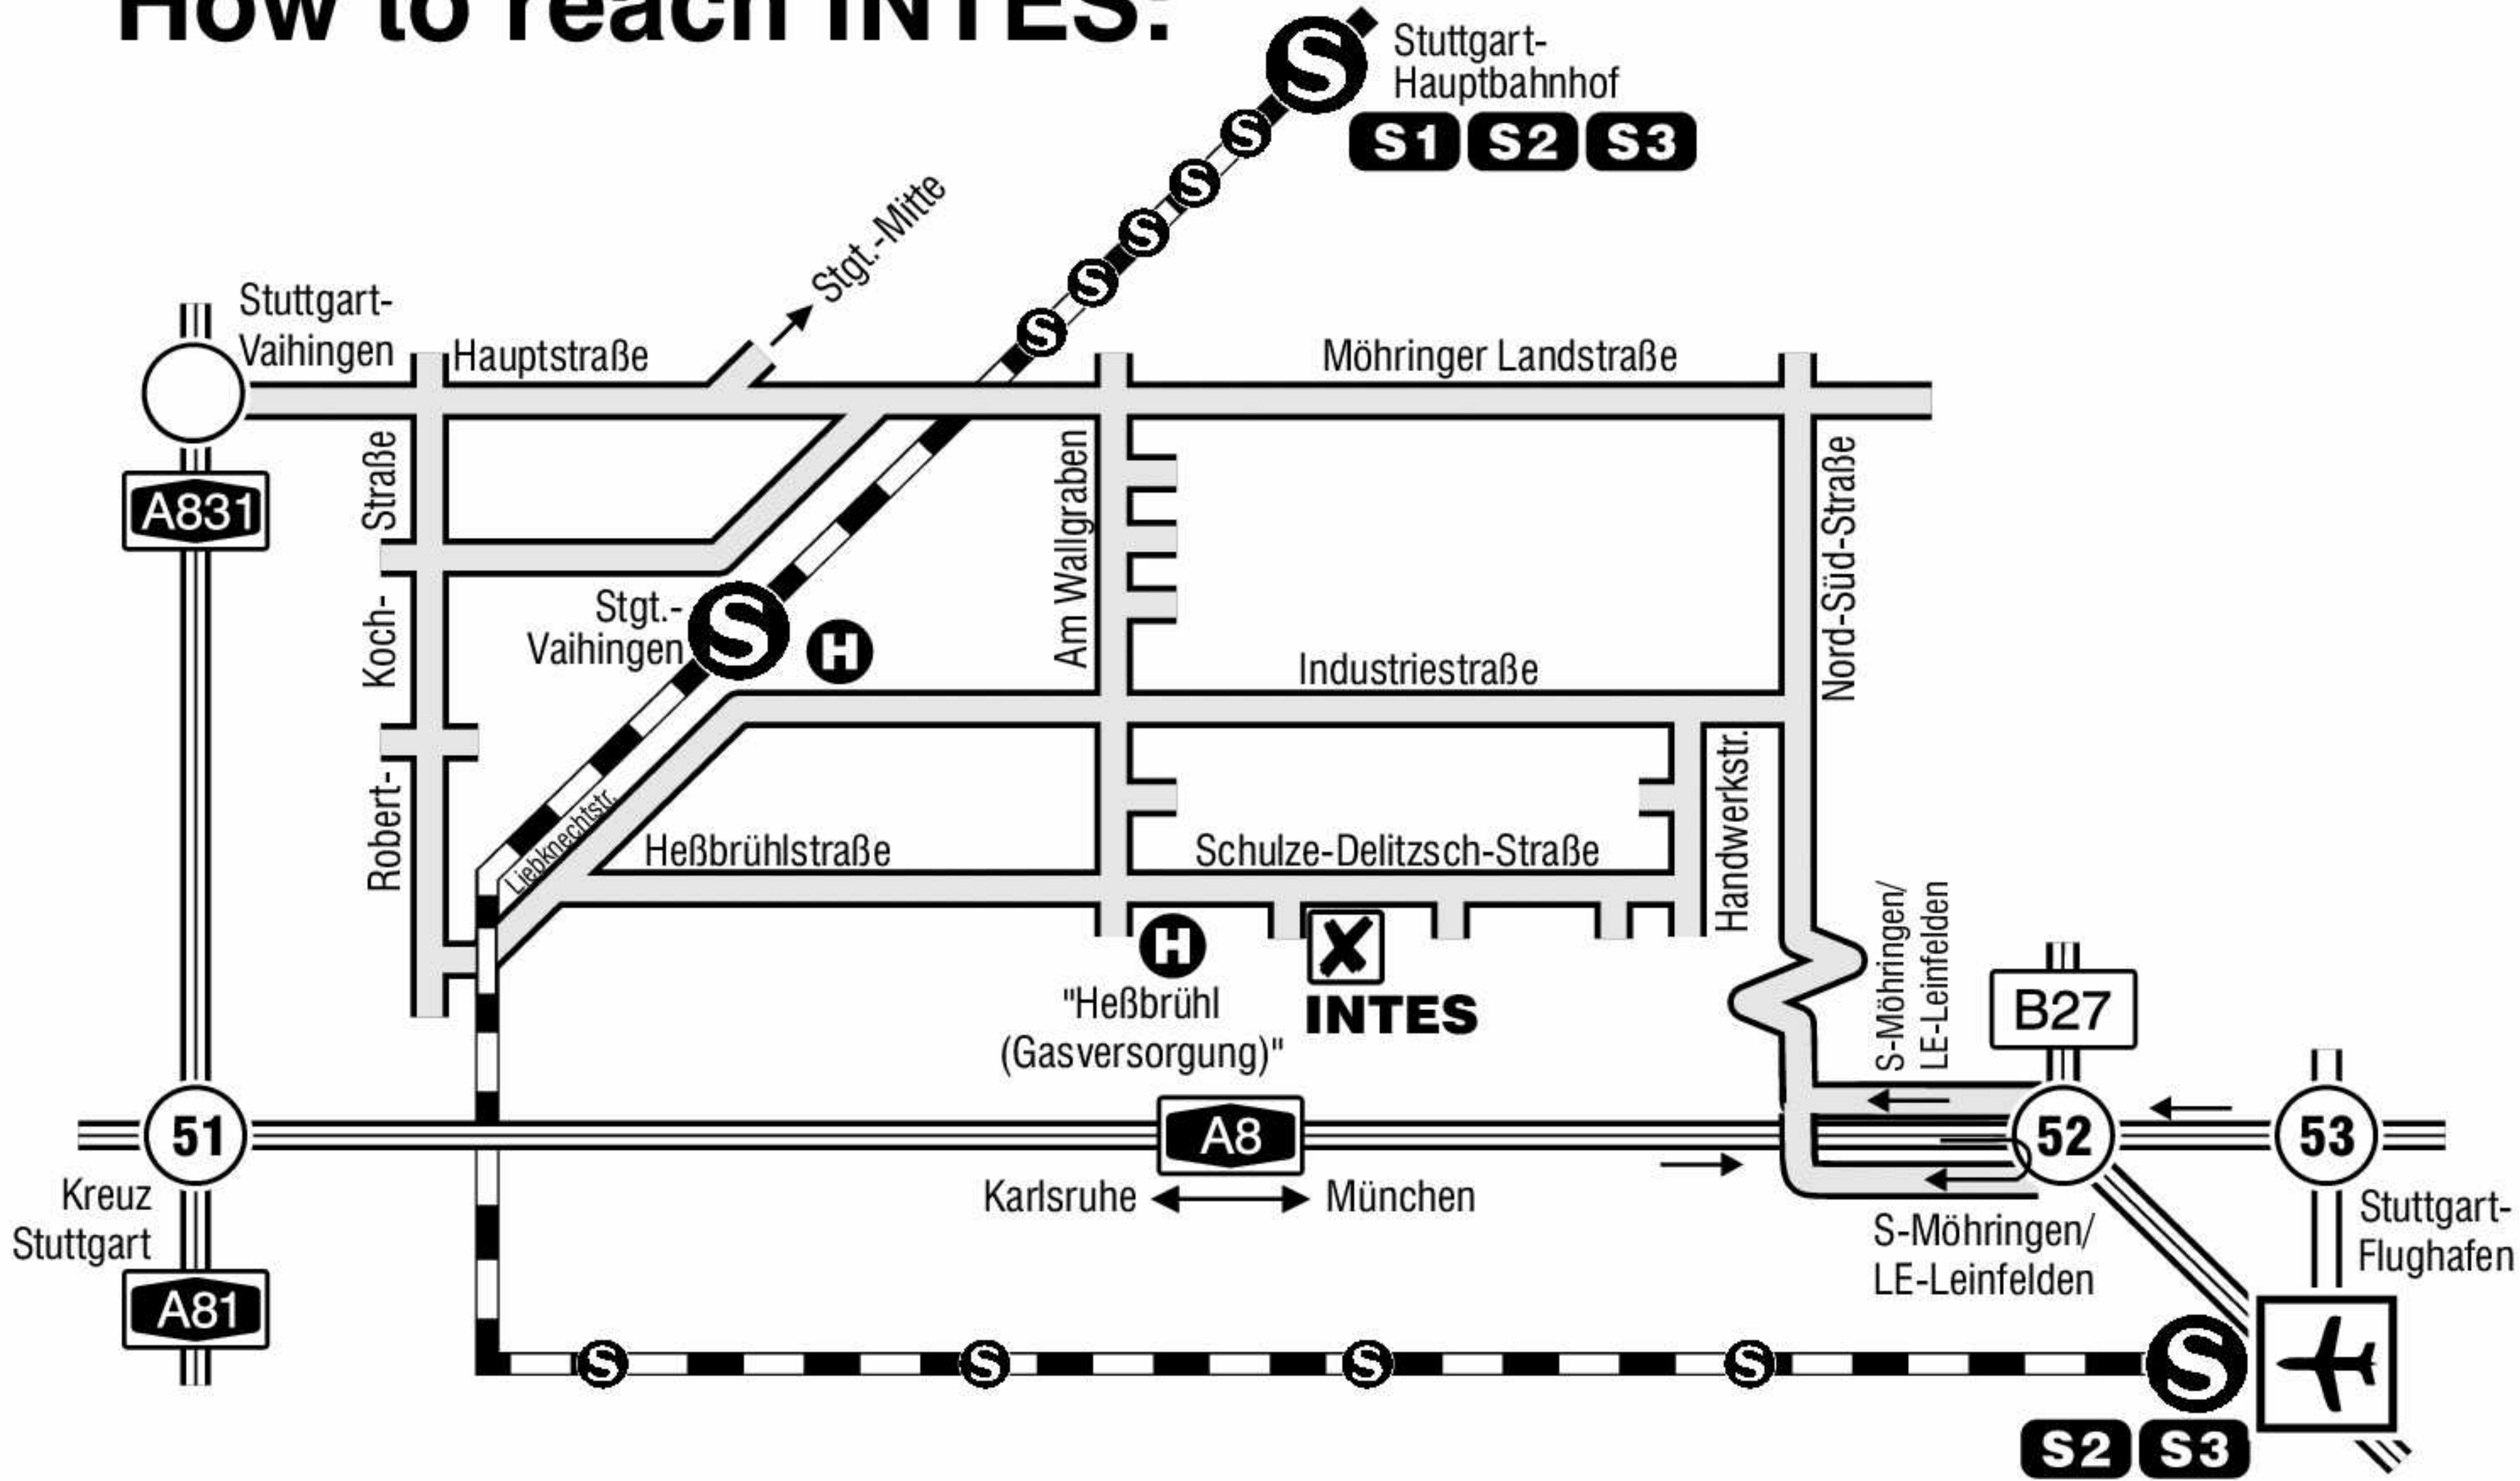 How to reach INTES:
S
Stuttgart-
Hauptbahnhof
S1 S2 S3
S
S
S
S
S
Stgt.-Mitte
Stuttgart-
Vaihingen
Hauptstraße
Möhringer Landstraße
A831
Robert-
Koch-
Straße
Am Wallgraben
Nord-Süd-Straße
Stgt.-
Vaihingen
S
H
Industriestraße
Liebknechtstr.
Heßbrühlstraße
Schulze-Delitzsch-Straße
Handwerkstr.
H
"Heßbrühl
(Gasversorgung)"
X
INTES
S-Möhringen/
LE-Leinfelden
B27
51
A8
52
53
Kreuz
Stuttgart
Karlsruhe
München
S-Möhringen/
LE-Leinfelden
Stuttgart-
Flughafen
A81
S
S
S
S
S
S2 S3